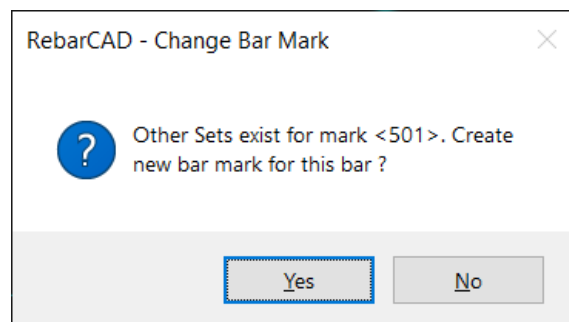 RebarCAD - Change Bar Mark
Other Sets exist for mark <501>. Create
new bar mark for this bar ?
Yes
No